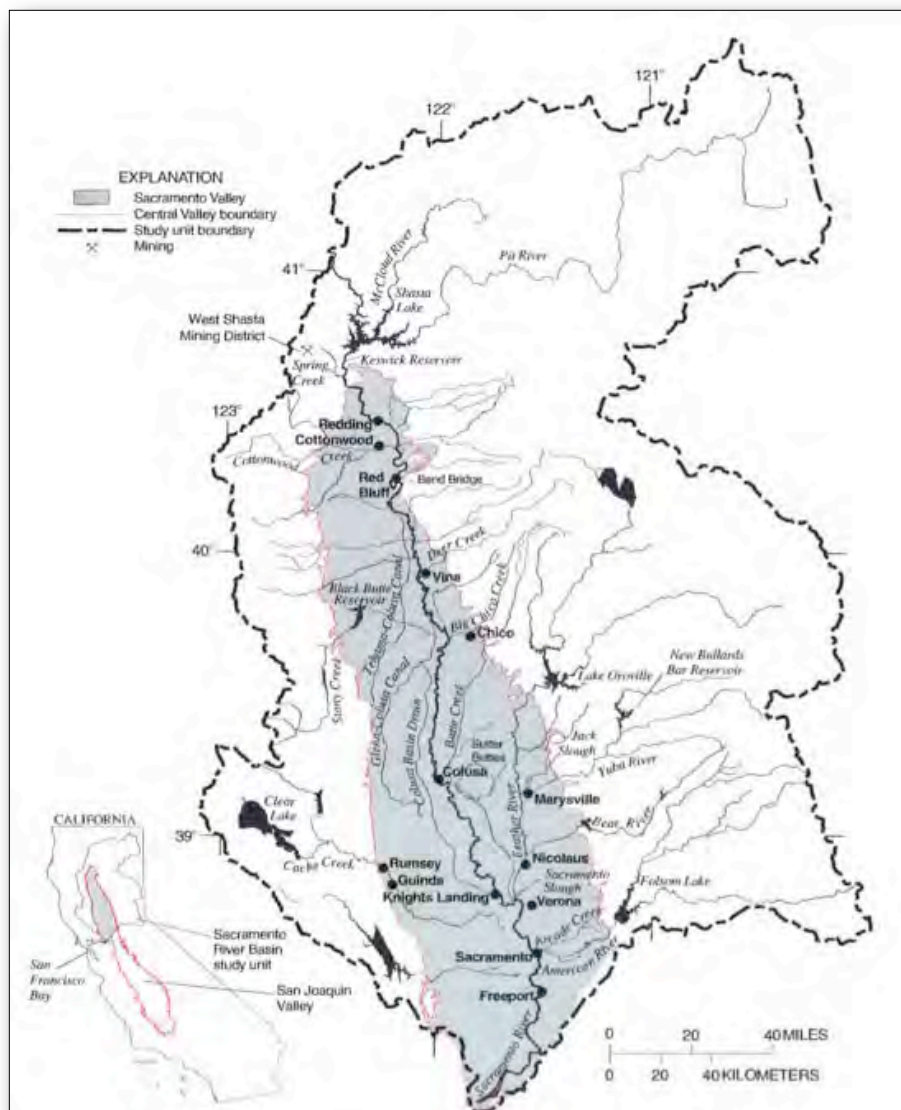 122°
121°
EXPLANATION
Sacramento Valley
Central Valley boundary
Study unit boundary
Mining
41°
McCloud River
Pit River
Shasta
Lake
West Shasta
Mining District
Keswick Reservoir
Spring
Creek
123°
Redding
Cottonwood
Cottonwood
Creek
Red
Bluff
Bend Bridge
Deer Creek
40°
Vina
Black Butte
Reservoir
Tehama-Colusa Canal
Big Chico Creek
Chico
Stony Creek
Glenn-Colusa Canal
Colusa Basin Drain
Butte Creek
Lake Oroville
New Bullards
Bar Reservoir
Jack
Slough
Sutter
Buttes
Yuba River
Colusa
Marysville
Feather River
Bear River
Clear
Lake
39°
Cache Creek
CALIFORNIA
Rumsey
Guinda
Knights Landing
Nicolaus
Sacramento
Slough
Verona
Folsom Lake
Arcade Creek
Sacramento
American River
Freeport
Sacramento River
Sacramento
River Basin
study unit
San
Francisco
Bay
San Joaquin
Valley
0 20 40 MILES
0 20 40 KILOMETERS